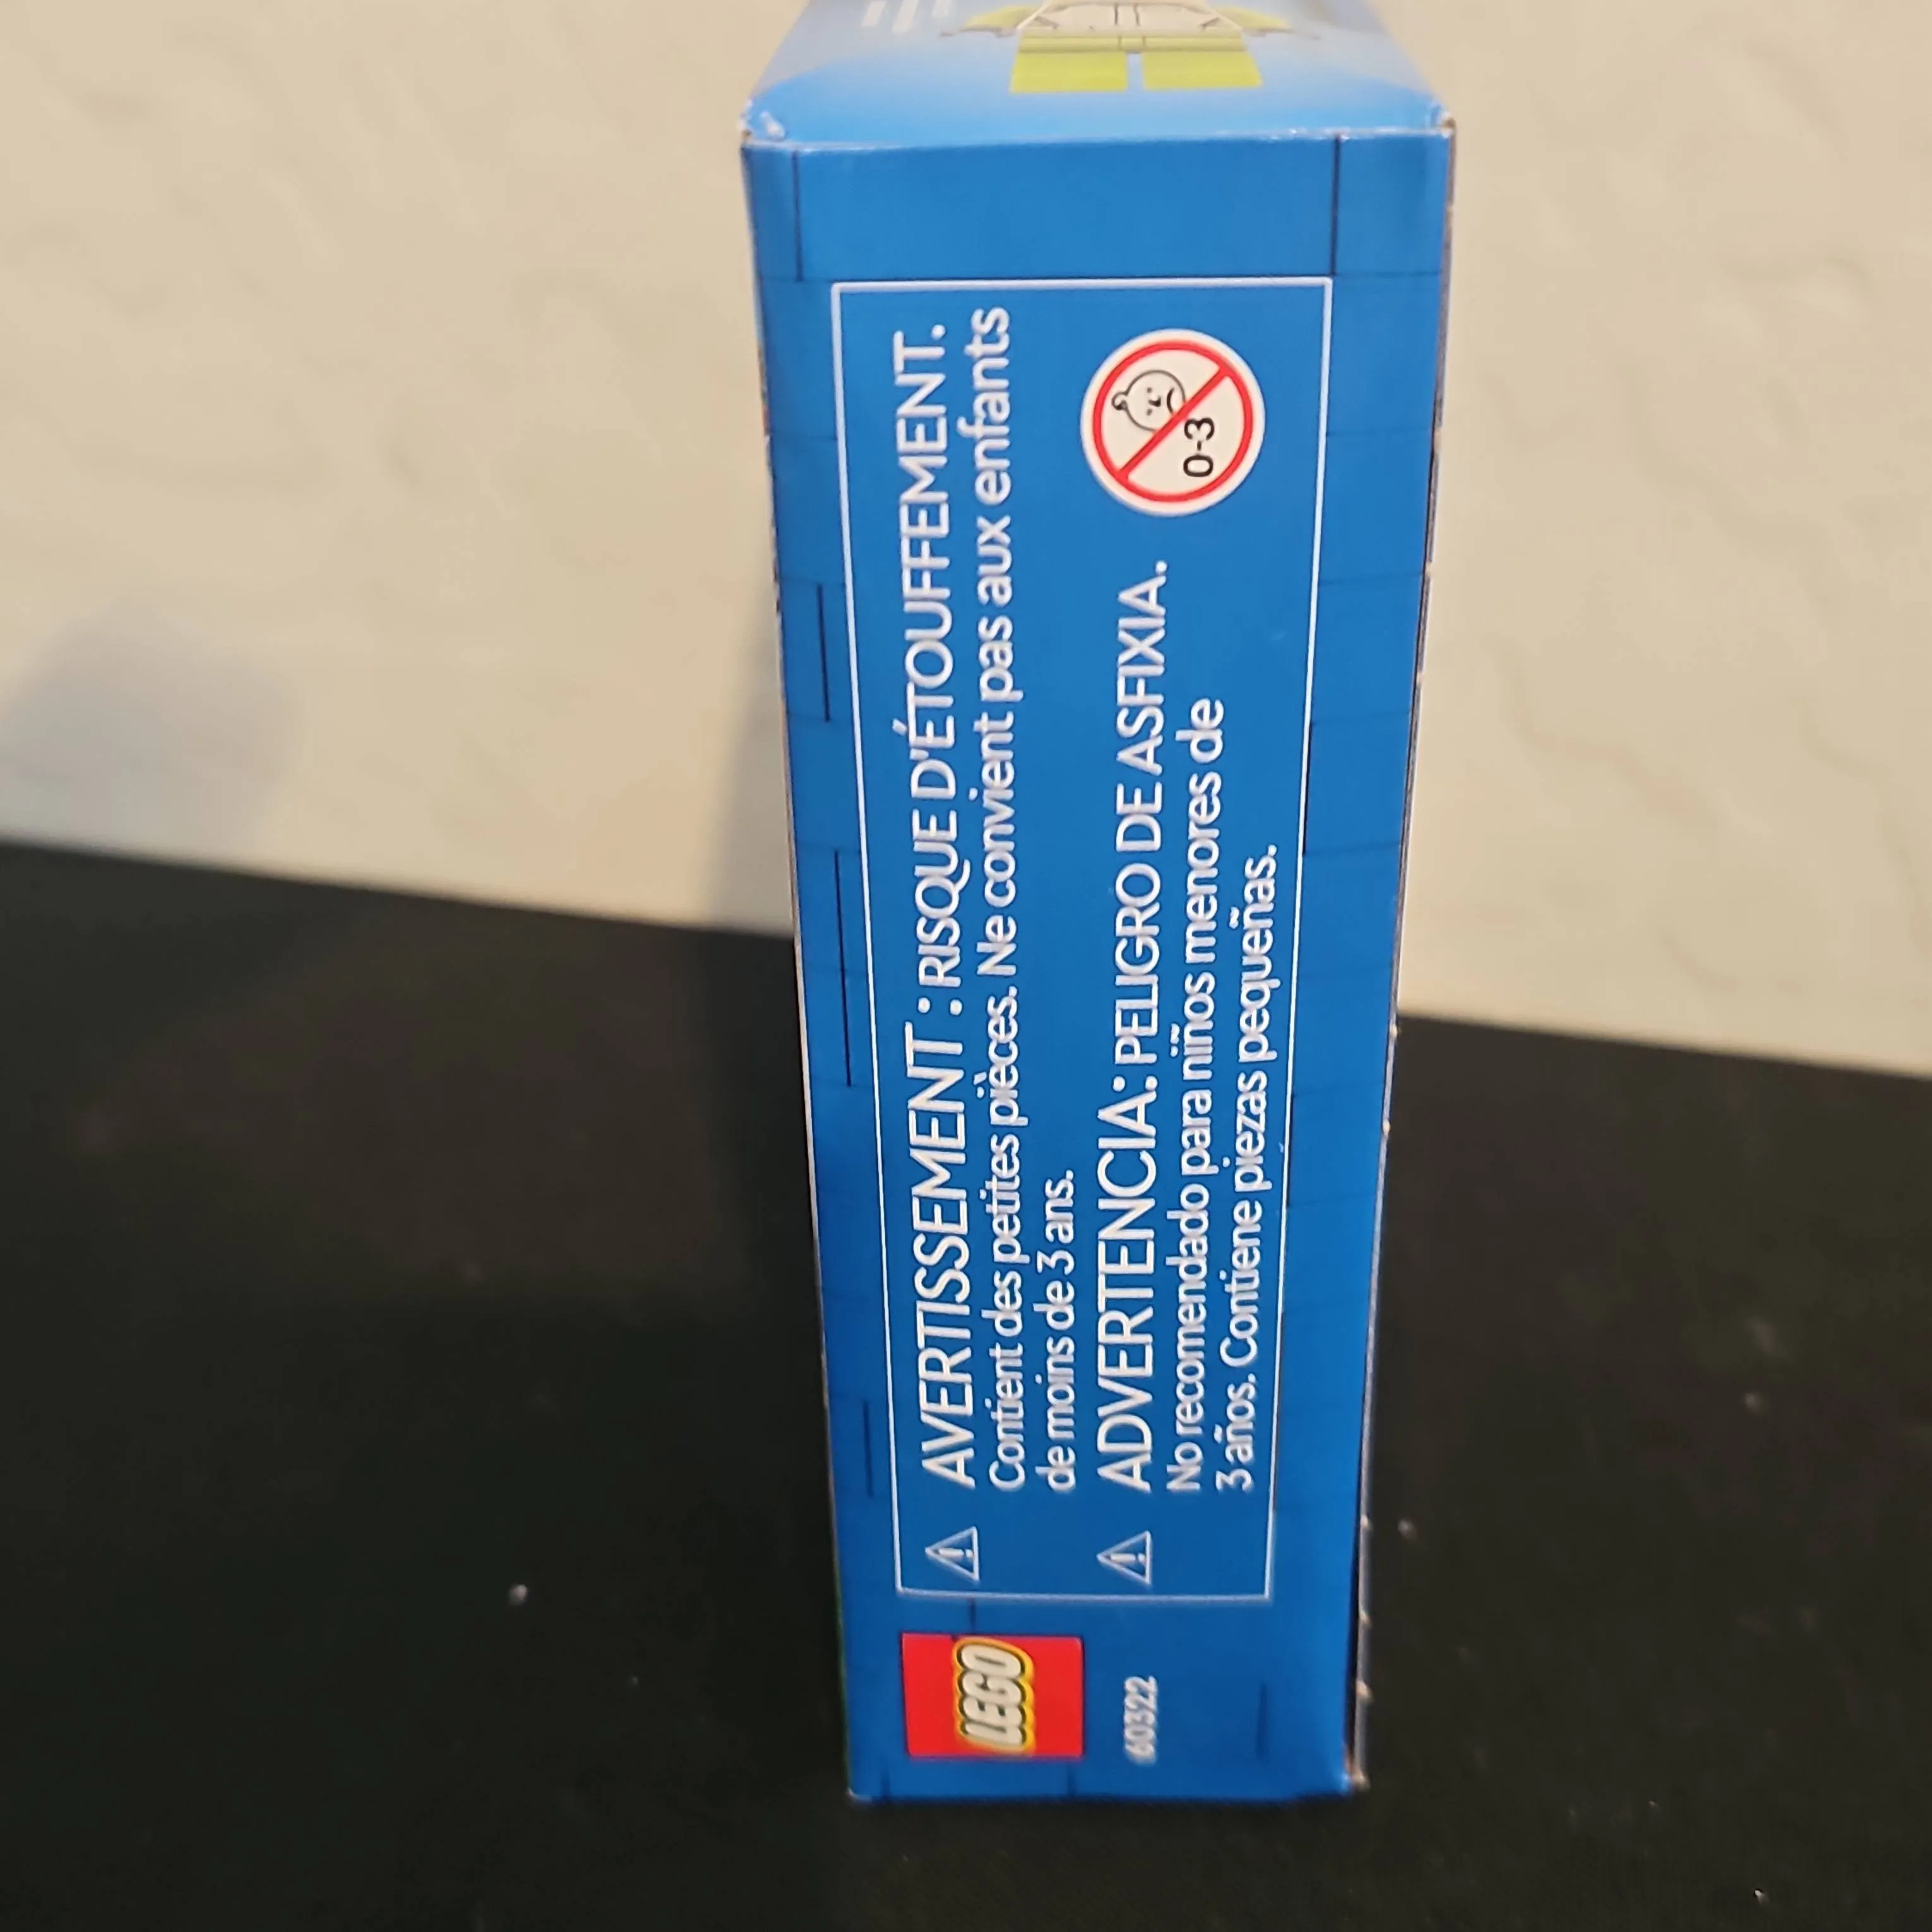 AVERTISSEMENT : RISQUE D'ÉTOUFFEMENT.
Contient des petites pièces. Ne convient pas aux enfants
de moins de 3 ans.
ADVERTENCIA: PELIGRO DE ASFIXIA.
No recomendado para niños menores de
3 años. Contiene piezas pequeñas.
0-3
LEGO
60322